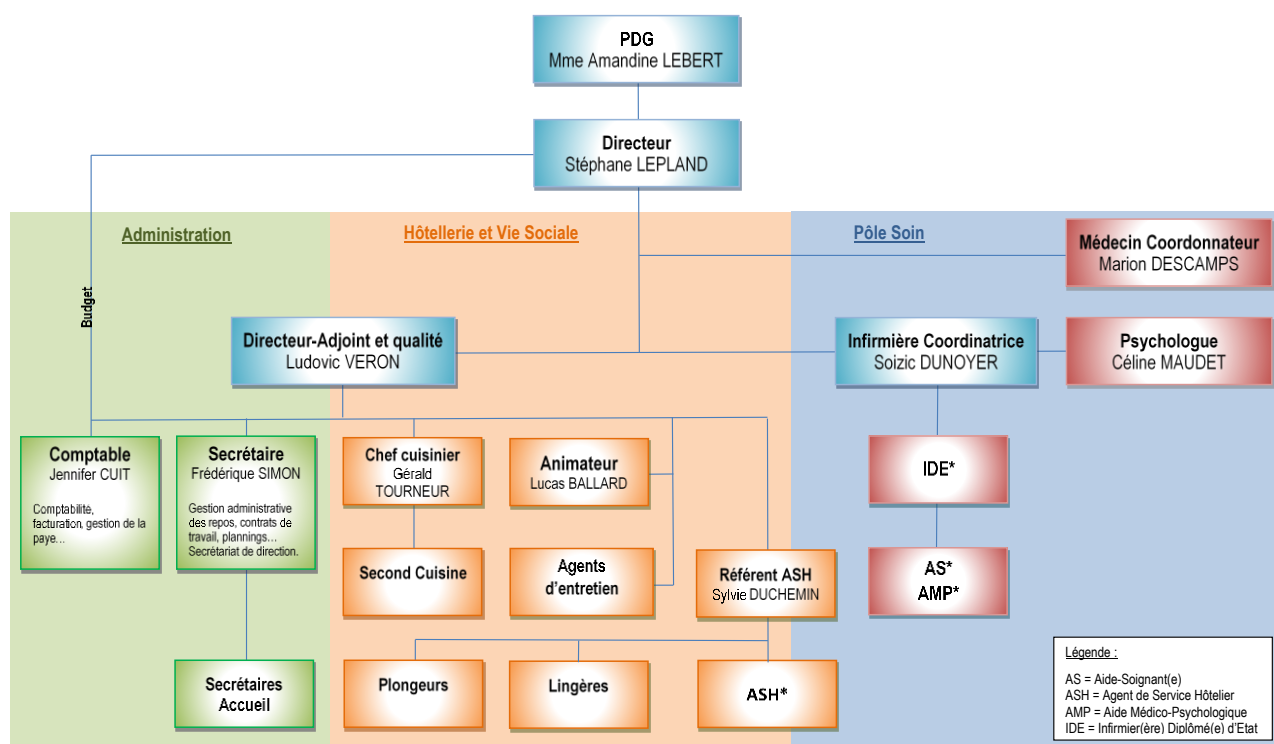 PDG
Mme Amandine LEBERT
Directeur
Stéphane LEPLAND
Administration
Hôtellerie et Vie Sociale
Pôle Soin
Médecin Coordonnateur
Marion DESCAMPS
Budget
Directeur-Adjoint et qualité
Ludovic VERON
Infirmière Coordinatrice
Soizic DUNOYER
Psychologue
Céline MAUDET
Comptable
Jennifer CUIT
Comptabilité,
facturation, gestion de la
paye…
Secrétaire
Frédérique SIMON
Gestion administrative
des repos, contrats de
travail, plannings…
Secrétariat de direction.
Chef cuisinier
Gérald
TOURNEUR
Animateur
Lucas BALLARD
IDE*
Second Cuisine
Agents
d’entretien
Référent ASH
Sylvie DUCHEMIN
AS*
AMP*
Secrétaires
Accueil
Plongeurs
Lingères
ASH*
Légende :
AS = Aide-Soignant(e)
ASH = Agent de Service Hôtelier
AMP = Aide Médico-Psychologique
IDE = Infirmier(ère) Diplômé(e) d’Etat